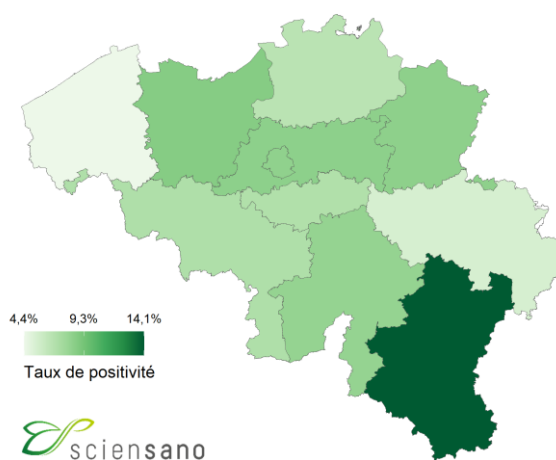 4,4% 9,3% 14,1%
Taux de positivité
sciensano